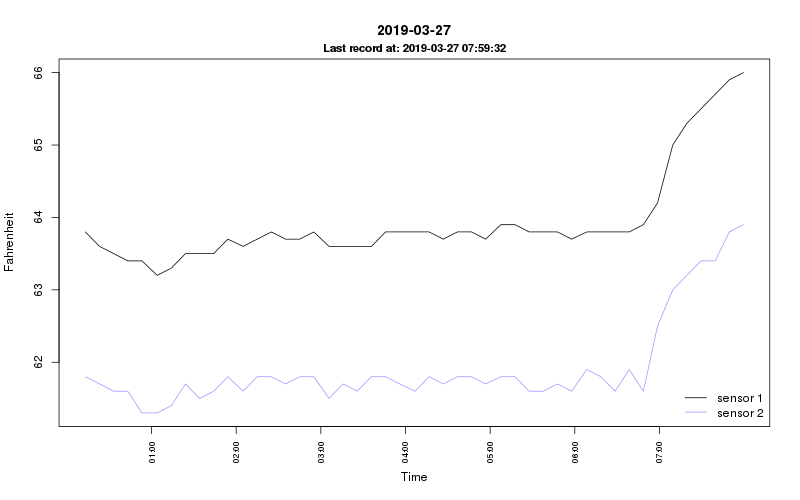 2019-03-27
Last record at: 2019-03-27 07:59:32
Fahrenheit
66
65
64
63
62
sensor 1
sensor 2
01:00
02:00
03:00
04:00
05:00
06:00
07:00
Time